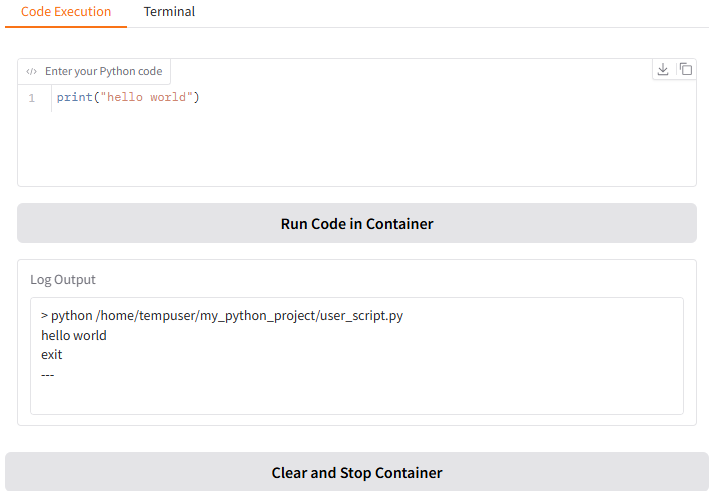 Code Execution Terminal
</> Enter your Python code
1 print("hello world")
Run Code in Container
Log Output
> python /home/tempuser/my_python_project/user_script.py
hello world
exit
---
Clear and Stop Container